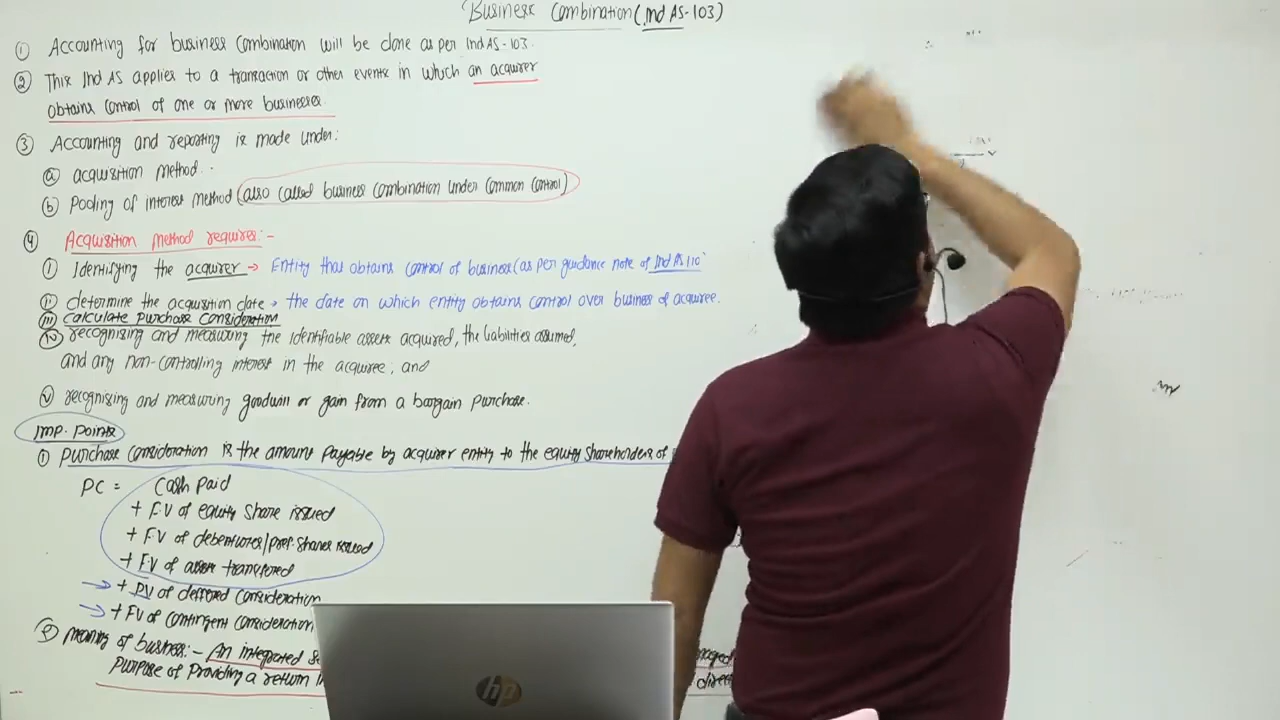 Business Combination (Ind AS-103)
① Accounting for business combination will be done as per Ind AS-103.
② This Ind AS applies to a transaction or other events in which an acquirer
obtains control of one or more businesses.
③ Accounting and reporting is made under:
ⓐ acquisition method.
ⓑ Pooling of interest method (also called business combination under common control)
④ Acquisition method requires:-
ⓘ Identifying the acquirer → Entity that obtains control of business (as per guidance note of Ind AS 110
ⓘⓘ determine the acquisition date → the date on which entity obtains control over business of acquiree.
ⓘⓘⓘ calculate purchase consideration
ⓘⓥ recognising and measuring the identifiable assets acquired, the liabilities assumed,
and any non-controlling interest in the acquiree; and
ⓥ recognising and measuring goodwill or gain from a bargain purchase.
Imp. Points
① Purchase consideration is the amount payable by acquirer entity to the equity shareholders of
PC = Cash Paid
+ F.V of equity share issued
+ F.V of debentures/pref. shares issued
+ F.V of assets transferred
→ + PV of deffered consideration
→ + FV of contingent consideration
② Meaning of business:- An integrated
purpose of providing a return
hp